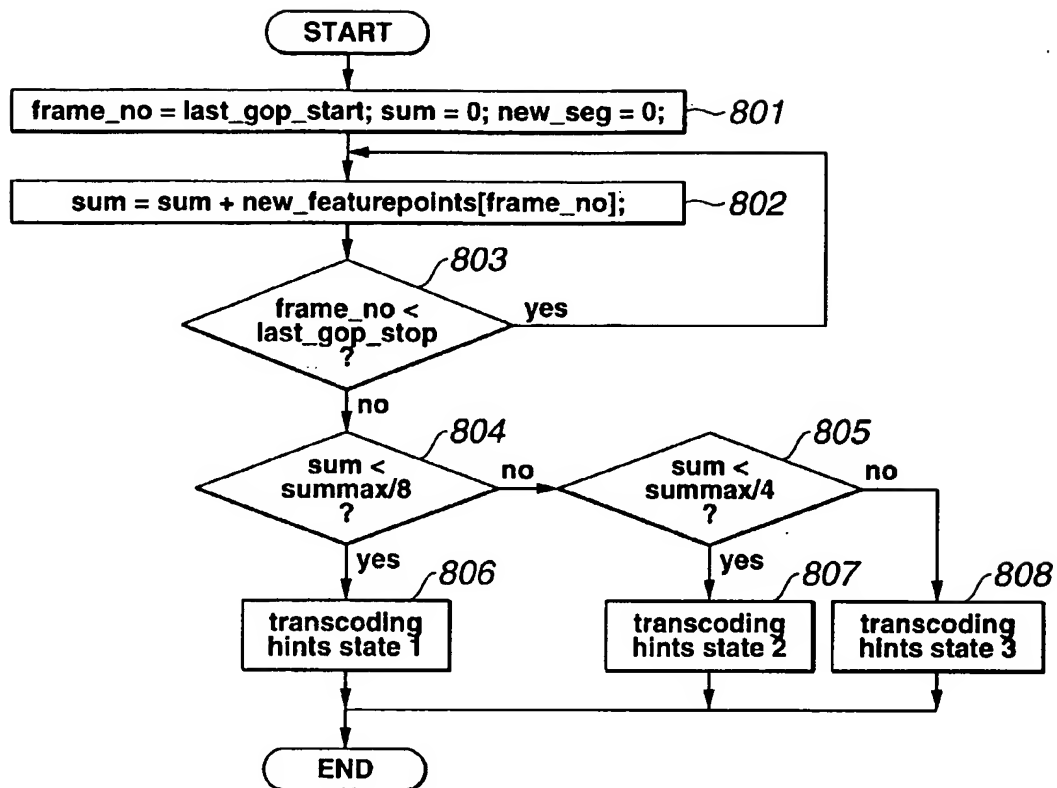 START
frame_no = last_gop_start; sum = 0; new_seg = 0;
801
sum = sum + new_featurepoints[frame_no];
802
803
frame_no <
last_gop_stop
?
yes
no
804
sum <
summax/8
?
no
805
sum <
summax/4
?
no
yes
yes
806
transcoding
hints state 1
807
transcoding
hints state 2
808
transcoding
hints state 3
END